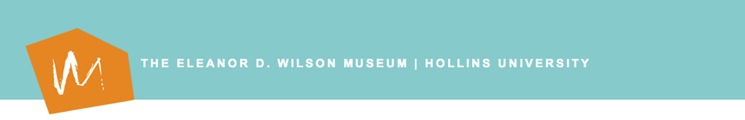 THE ELEANOR D. WILSON MUSEUM | HOLLINS UNIVERSITY